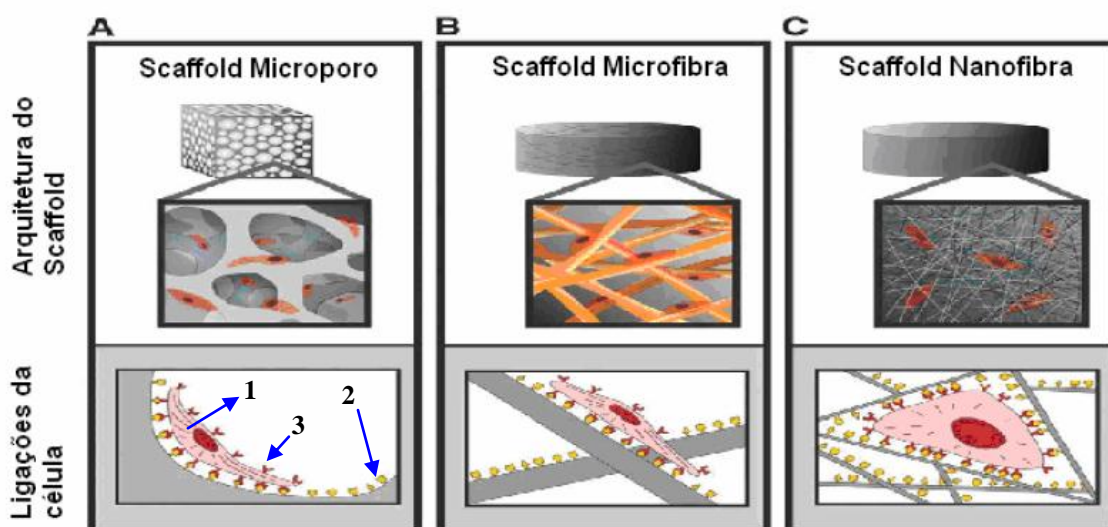 A
B
C
Scaffold Microporo
Scaffold Microfibra
Scaffold Nanofibra
Arquitetura do
Scaffold
Ligações da
célula
1
2
3